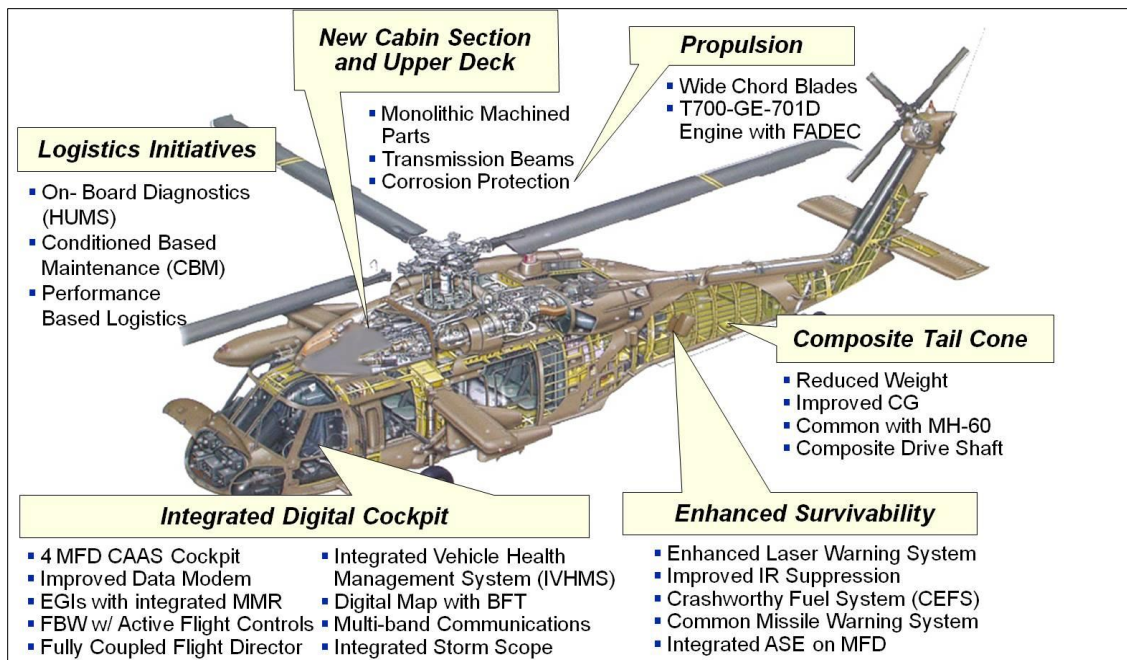 New Cabin Section
and Upper Deck
Monolithic Machined
Parts
Transmission Beams
Corrosion Protection
Propulsion
Wide Chord Blades
T700-GE-701D
Engine with FADEC
Logistics Initiatives
On- Board Diagnostics
(HUMS)
Conditioned Based
Maintenance (CBM)
Performance
Based Logistics
Composite Tail Cone
Reduced Weight
Improved CG
Common with MH-60
Composite Drive Shaft
Integrated Digital Cockpit
4 MFD CAAS Cockpit
Improved Data Modem
EGIs with integrated MMR
FBW w/ Active Flight Controls
Fully Coupled Flight Director
Integrated Vehicle Health
Management System (IVHMS)
Digital Map with BFT
Multi-band Communications
Integrated Storm Scope
Enhanced Survivability
Enhanced Laser Warning System
Improved IR Suppression
Crashworthy Fuel System (CEFS)
Common Missile Warning System
Integrated ASE on MFD